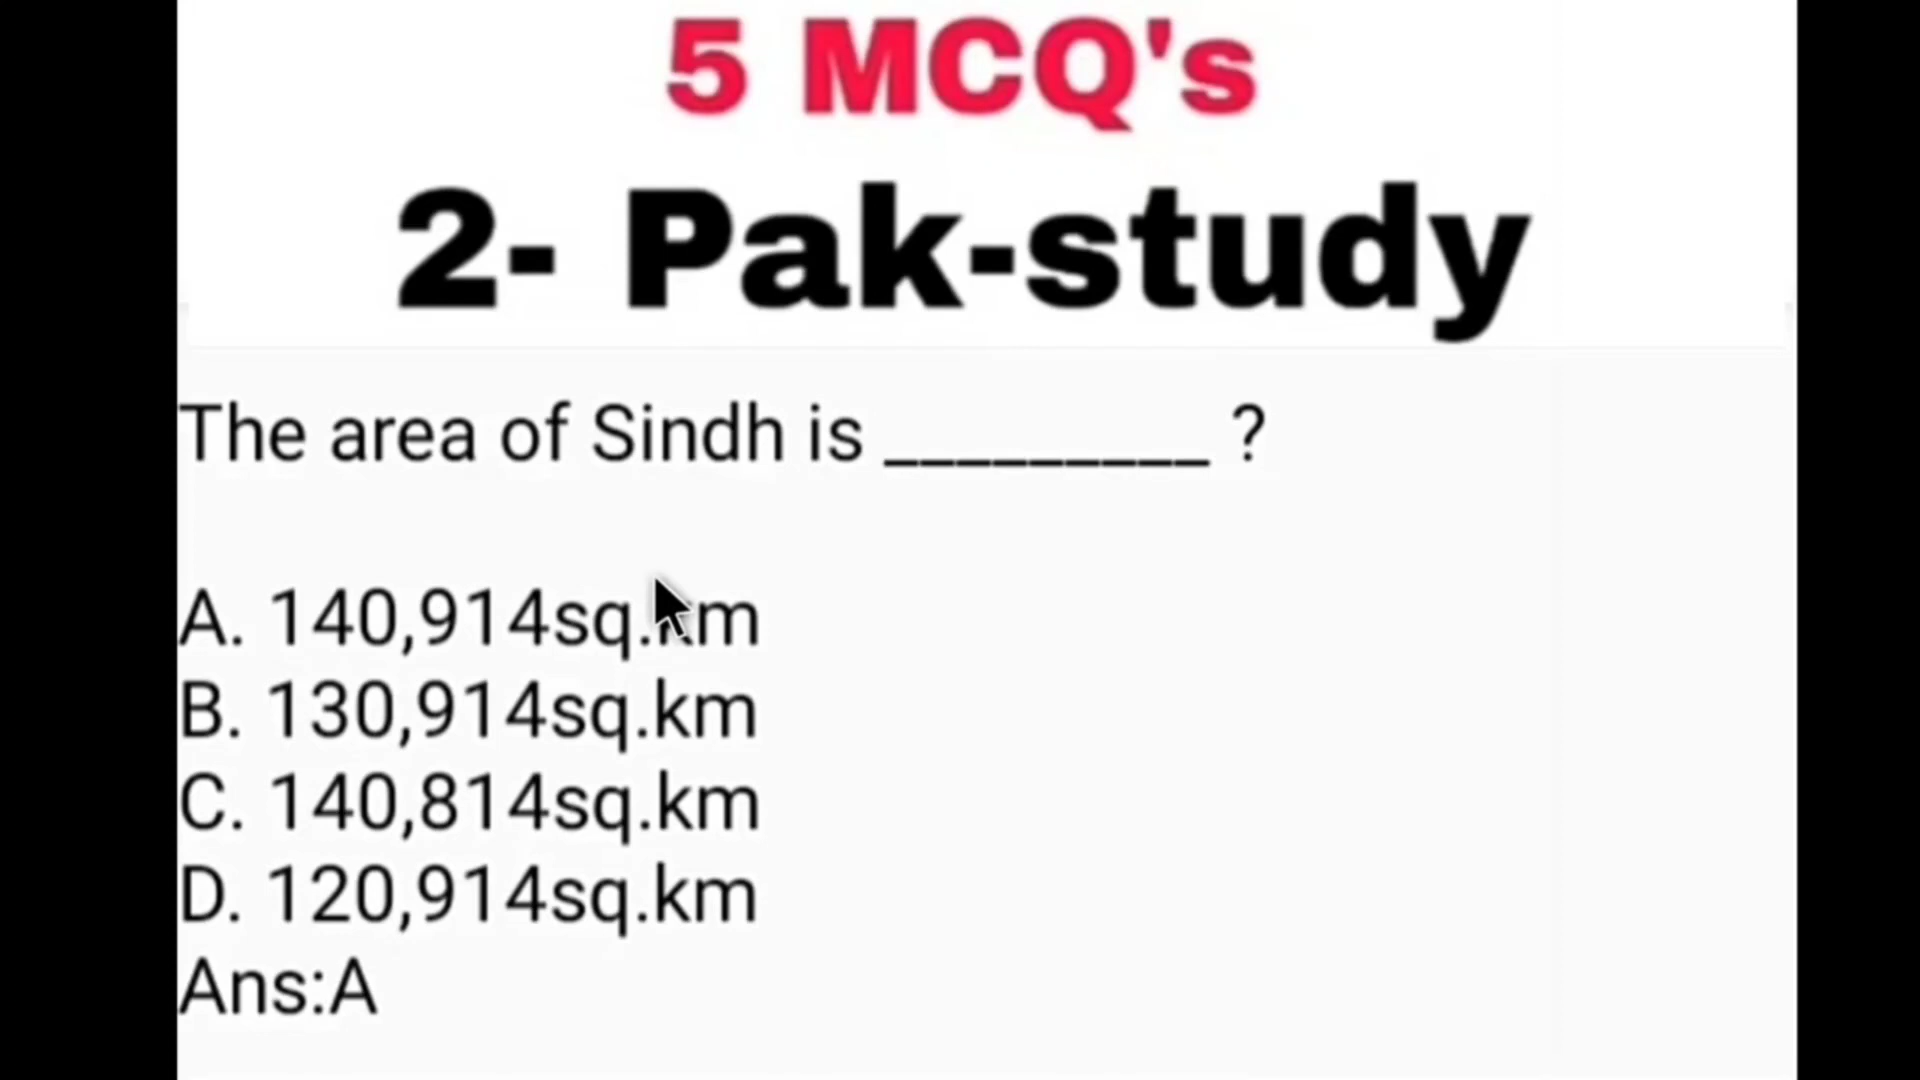 5 MCQ's
2- Pak-study
The area of Sindh is _________ ?
A. 140,914sq.km
B. 130,914sq.km
C. 140,814sq.km
D. 120,914sq.km
Ans:A